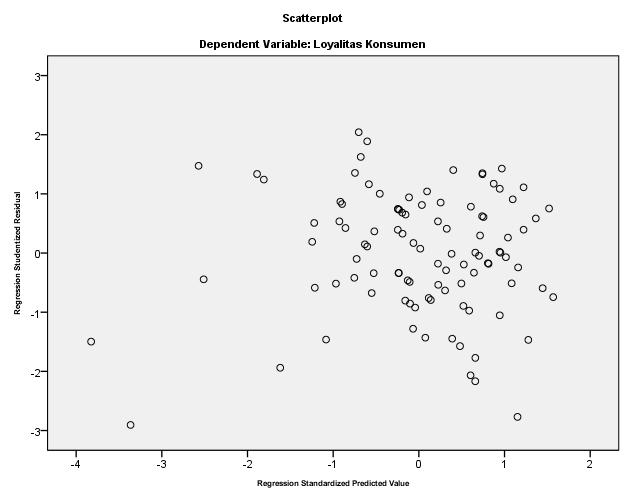 Scatterplot
Dependent Variable: Loyalitas Konsumen
Regression Studentized Residual
3
2
1
0
-1
-2
-3
-4 -3 -2 -1 0 1 2
Regression Standardized Predicted Value